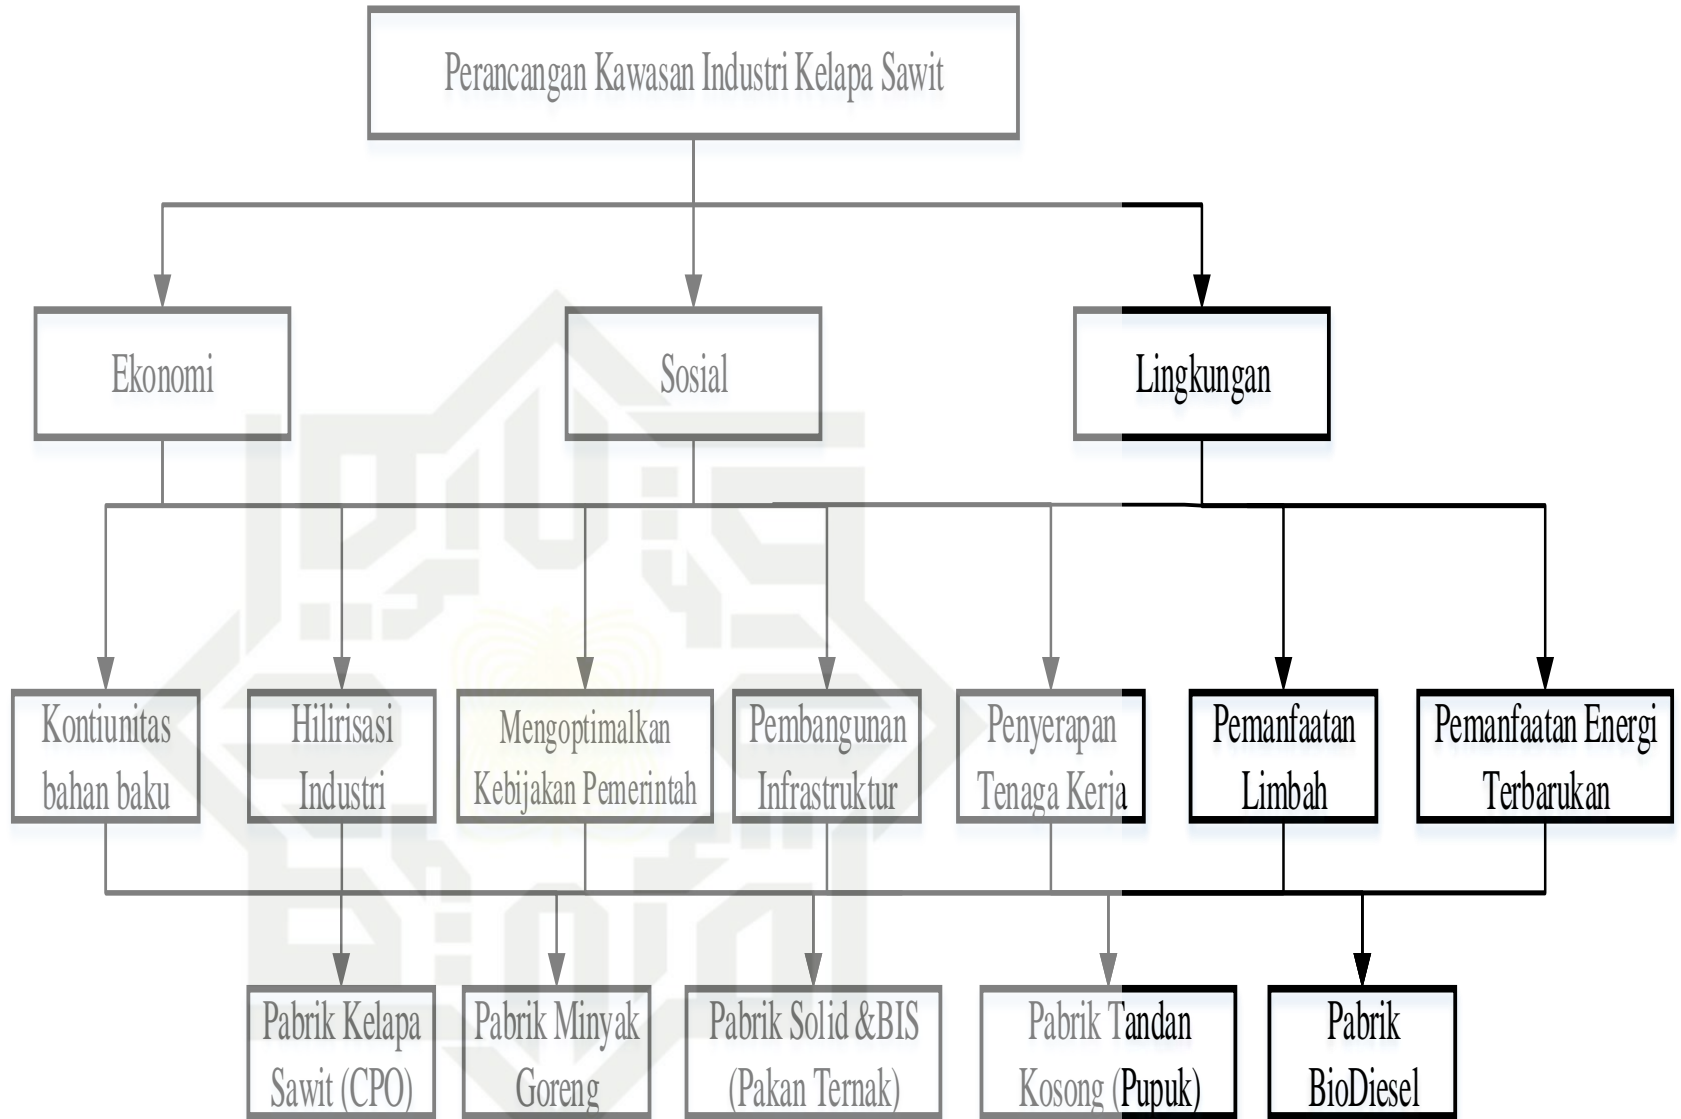 Perancangan Kawasan Industri Kelapa Sawit
Ekonomi
Sosial
Lingkungan
Kontiunitas
bahan baku
Hilirisasi
Industri
Mengoptimalkan
Kebijakan Pemerintah
Pembangunan
Infrastruktur
Penyerapan
Tenaga Kerja
Pemanfaatan
Limbah
Pemanfaatan Energi
Terbarukan
Pabrik Kelapa
Sawit (CPO)
Pabrik Minyak
Goreng
Pabrik Solid &BIS
(Pakan Ternak)
Pabrik Tandan
Kosong (Pupuk)
Pabrik
BioDiesel